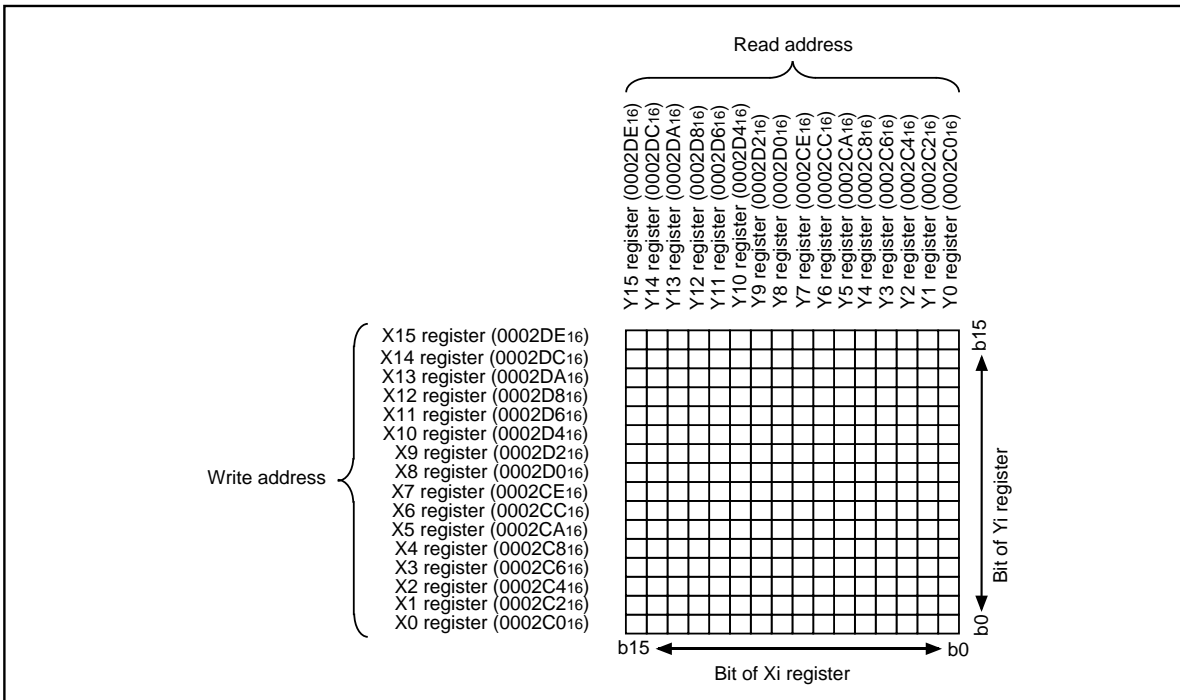 Read address
Y15 register (0002DE16)
Y14 register (0002DC16)
Y13 register (0002DA16)
Y12 register (0002D816)
Y11 register (0002D616)
Y10 register (0002D416)
Y9 register (0002D216)
Y8 register (0002D016)
Y7 register (0002CE16)
Y6 register (0002CC16)
Y5 register (0002CA16)
Y4 register (0002C816)
Y3 register (0002C616)
Y2 register (0002C416)
Y1 register (0002C216)
Y0 register (0002C016)
Write address
X15 register (0002DE16)
X14 register (0002DC16)
X13 register (0002DA16)
X12 register (0002D816)
X11 register (0002D616)
X10 register (0002D416)
X9 register (0002D216)
X8 register (0002D016)
X7 register (0002CE16)
X6 register (0002CC16)
X5 register (0002CA16)
X4 register (0002C816)
X3 register (0002C616)
X2 register (0002C416)
X1 register (0002C216)
X0 register (0002C016)
b15
Bit of Yi register
b0
b15
b0
Bit of Xi register